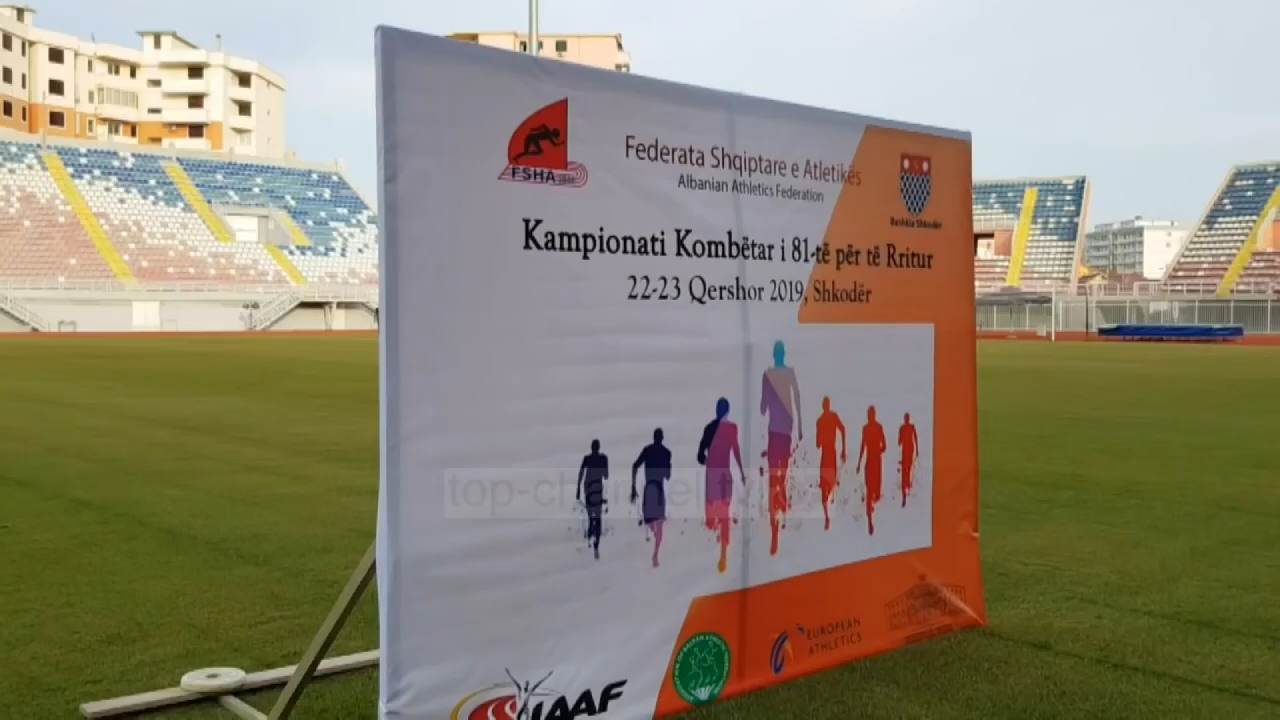 FSHA
Federata Shqiptare e Atletikës
Albanian Athletics Federation
Bashkia Shkodër
Kampionati Kombëtar i 81-të për të Rritur
22-23 Qershor 2019, Shkodër
top-channel.tv
EUROPEAN
ATHLETICS
IAAF